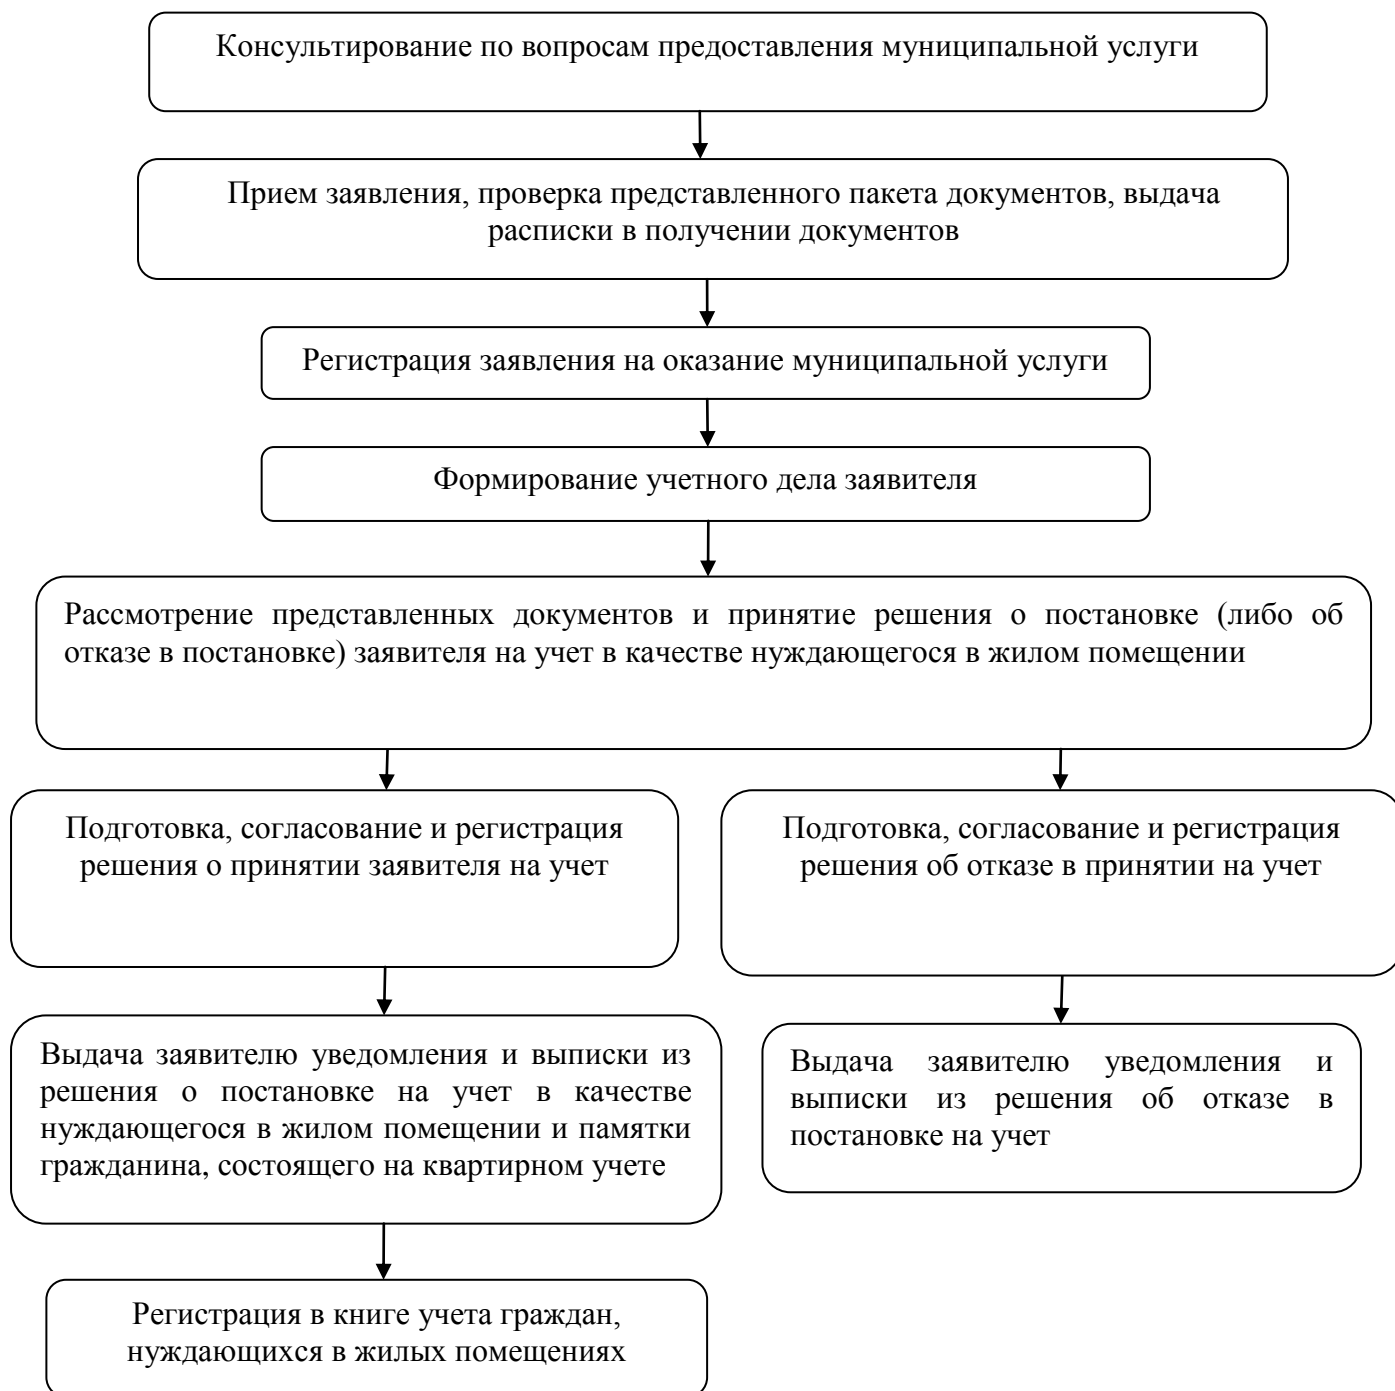 Консультирование по вопросам предоставления муниципальной услуги
Прием заявления, проверка представленного пакета документов, выдача
расписки в получении документов
Регистрация заявления на оказание муниципальной услуги
Формирование учетного дела заявителя
Рассмотрение представленных документов и принятие решения о постановке (либо об
отказе в постановке) заявителя на учет в качестве нуждающегося в жилом помещении
Подготовка, согласование и регистрация
решения о принятии заявителя на учет
Подготовка, согласование и регистрация
решения об отказе в принятии на учет
Выдача заявителю уведомления и выписки из
решения о постановке на учет в качестве
нуждающегося в жилом помещении и памятки
гражданина, состоящего на квартирном учете
Выдача заявителю уведомления и
выписки из решения об отказе в
постановке на учет
Регистрация в книге учета граждан,
нуждающихся в жилых помещениях